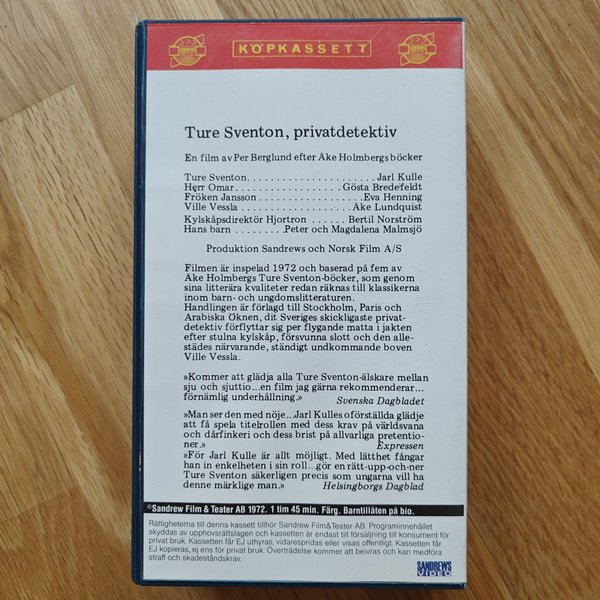 KÖPKASSETT
Ture Sventon, privatdetektiv
En film av Per Berglund efter Åke Holmbergs böcker
Ture Sventon. . . . . . . . . . . . . . . . . . . . . Jarl Kulle
Herr Omar. . . . . . . . . . . . . . . . . Gösta Bredefeldt
Fröken Jansson . . . . . . . . . . . . . . . . . . Eva Henning
Ville Vessla . . . . . . . . . . . . . . . . . . . Åke Lundquist
Kylskåpsdirektör Hjortron . . . . . . Bertil Norström
Hans barn . . . . . . . . Peter och Magdalena Malmsjö
Produktion Sandrews och Norsk Film A/S
Filmen är inspelad 1972 och baserad på fem av
Åke Holmbergs Ture Sventon-böcker, som genom
sina litterära kvaliteter redan räknas till klassikerna
inom barn- och ungdomslitteraturen.
Handlingen är förlagd till Stockholm, Paris och
Arabiska Öknen, dit Sveriges skickligaste privat-
detektiv förflyttar sig per flygande matta i jakten
efter stulna kylskåp, försvunna slott och den alle-
städes närvarande, ständigt undkommande boven
Ville Vessla.
»Kommer att glädja alla Ture Sventon-älskare mellan
sju och sjuttio...en film jag gärna rekommenderar...
förnämlig underhållning.» Svenska Dagbladet
»Man ser den med nöje...Jarl Kulles oförställda glädje
att få spela titelrollen med dess krav på världsvana
och dårfinkeri och dess brist på allvarliga pretentio-
ner.» Expressen
»För Jarl Kulle är allt möjligt. Med lätthet fångar
han in enkelheten i sin roll...gör en rätt-upp-och-ner
Ture Sventon säkerligen precis som ungarna vill ha
denne märklige man.» Helsingborgs Dagblad
©Sandrew Film & Teater AB 1972. 1 tim 45 min. Färg. Barntillåten på bio.
Rättigheterna till denna kassett tillhör Sandrew Film&Teater AB. Programinnehållet
skyddas av upphovsrättslagen och kassetten är endast till försäljning till konsument för
privat bruk. Kassetten får EJ uthyras, vidarespridas eller visas offentligt. Kassetten får
EJ kopieras, ej ens för privat bruk. Överträdelse kommer att beivras och kan medföra
straff och skadeståndskrav.
SANDREWS
VIDEO